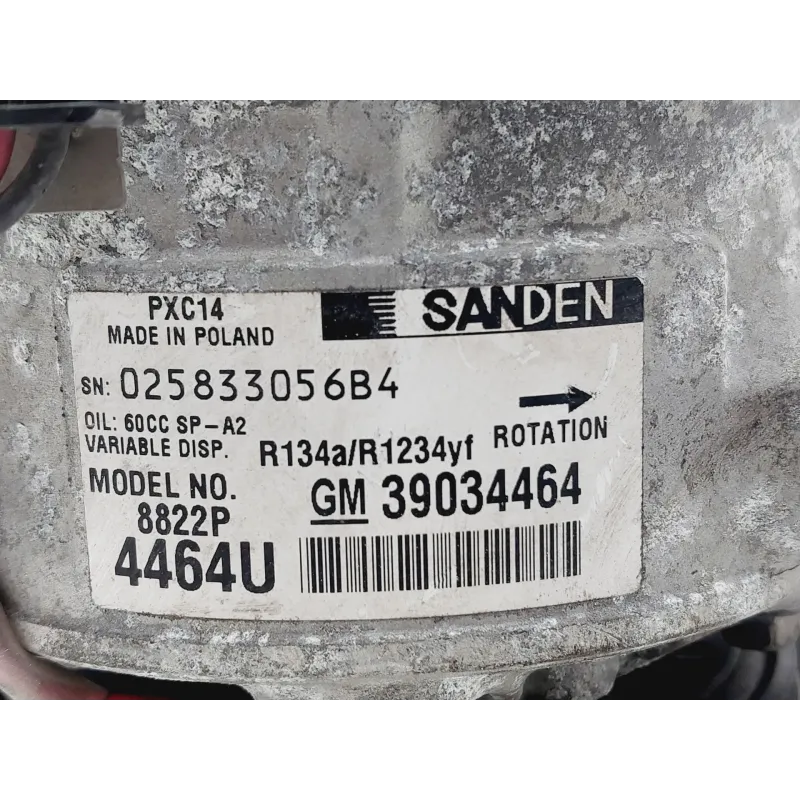 PXC14
SANDEN
MADE IN POLAND
SN: 025833056B4
OIL: 60CC SP-A2
VARIABLE DISP.
R134a/R1234yf
ROTATION
MODEL NO.
8822P
GM 39034464
4464U